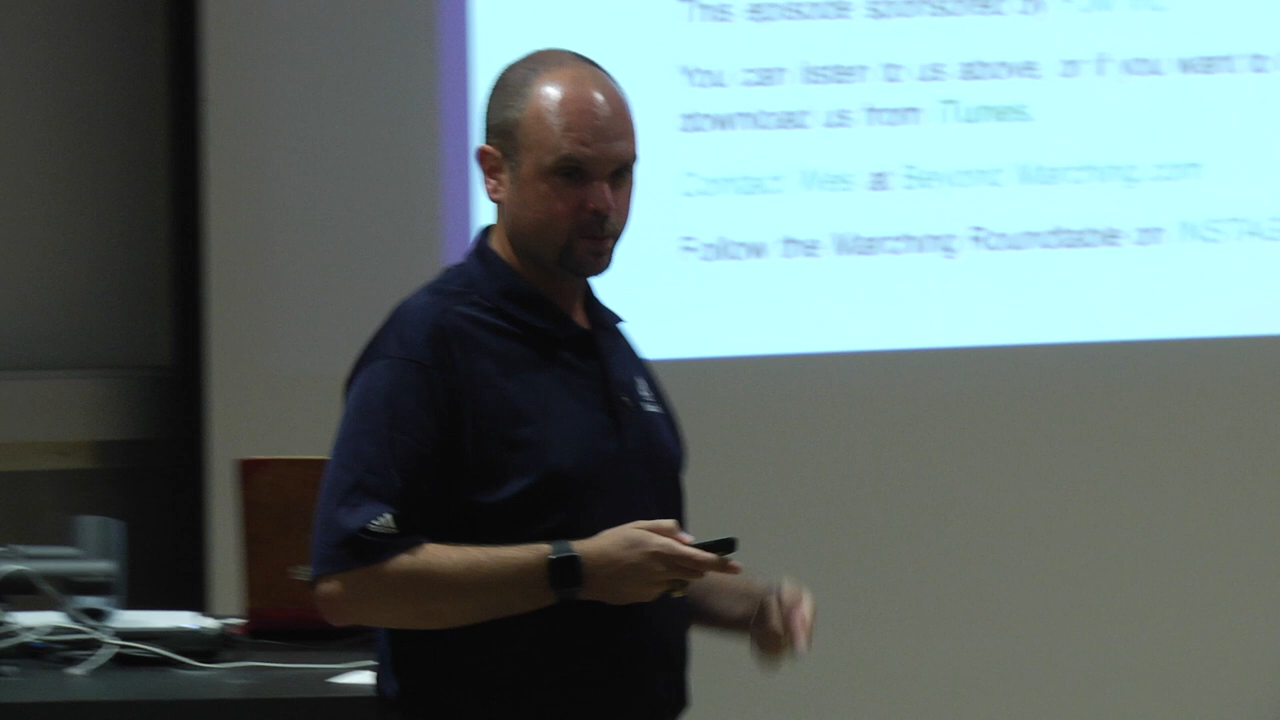 This episode sponsored by
You can listen to us above, or if you want to
download us from iTunes.
Contact Wes at Beyond Marching.com
Follow the Marching Roundtable on INSTAG